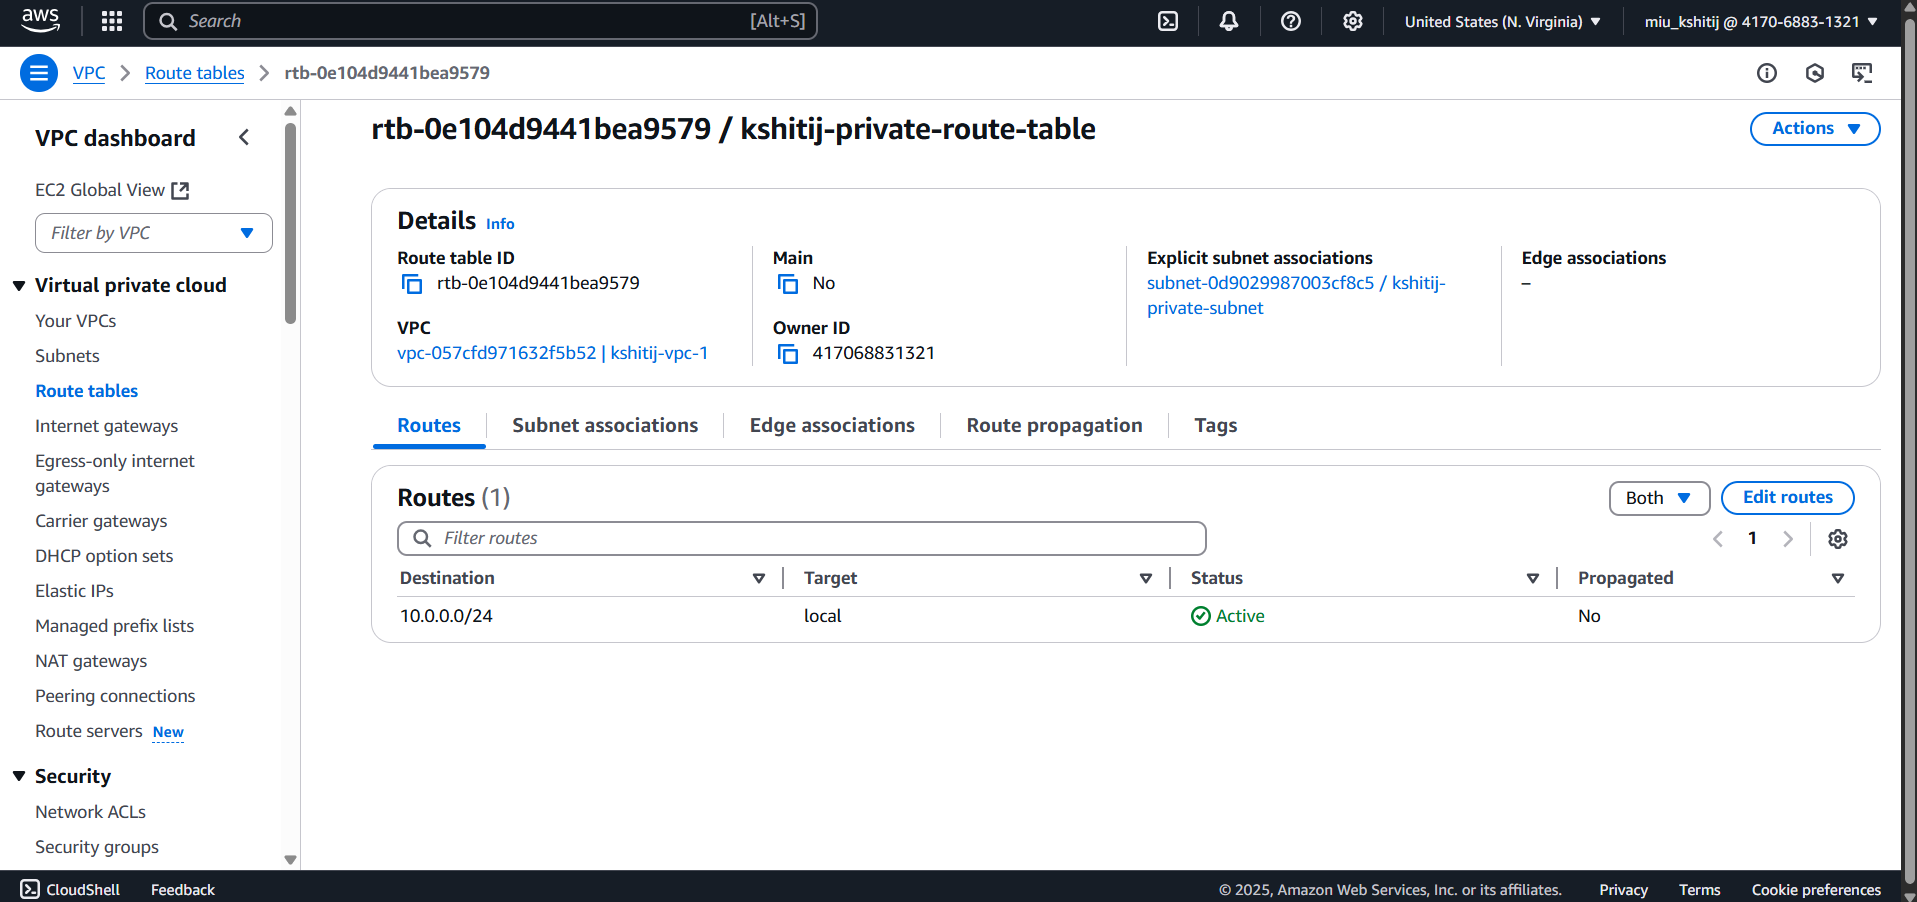 aws
Search [Alt+S]
United States (N. Virginia)
miu_kshitij @ 4170-6883-1321
VPC
Route tables
rtb-0e104d9441bea9579
VPC dashboard
EC2 Global View
Filter by VPC
Virtual private cloud
Your VPCs
Subnets
Route tables
Internet gateways
Egress-only internet
gateways
Carrier gateways
DHCP option sets
Elastic IPs
Managed prefix lists
NAT gateways
Peering connections
Route servers New
Security
Network ACLs
Security groups
rtb-0e104d9441bea9579 / kshitij-private-route-table
Actions
Details Info
Route table ID
rtb-0e104d9441bea9579
VPC
vpc-057cfd971632f5b52 | kshitij-vpc-1
Main
No
Owner ID
417068831321
Explicit subnet associations
subnet-0d9029987003cf8c5 / kshitij-
private-subnet
Edge associations
–
Routes
Subnet associations
Edge associations
Route propagation
Tags
Routes (1)
Both
Edit routes
Filter routes
1
Destination Target Status Propagated
10.0.0.0/24 local Active No
CloudShell
Feedback
© 2025, Amazon Web Services, Inc. or its affiliates.
Privacy
Terms
Cookie preferences